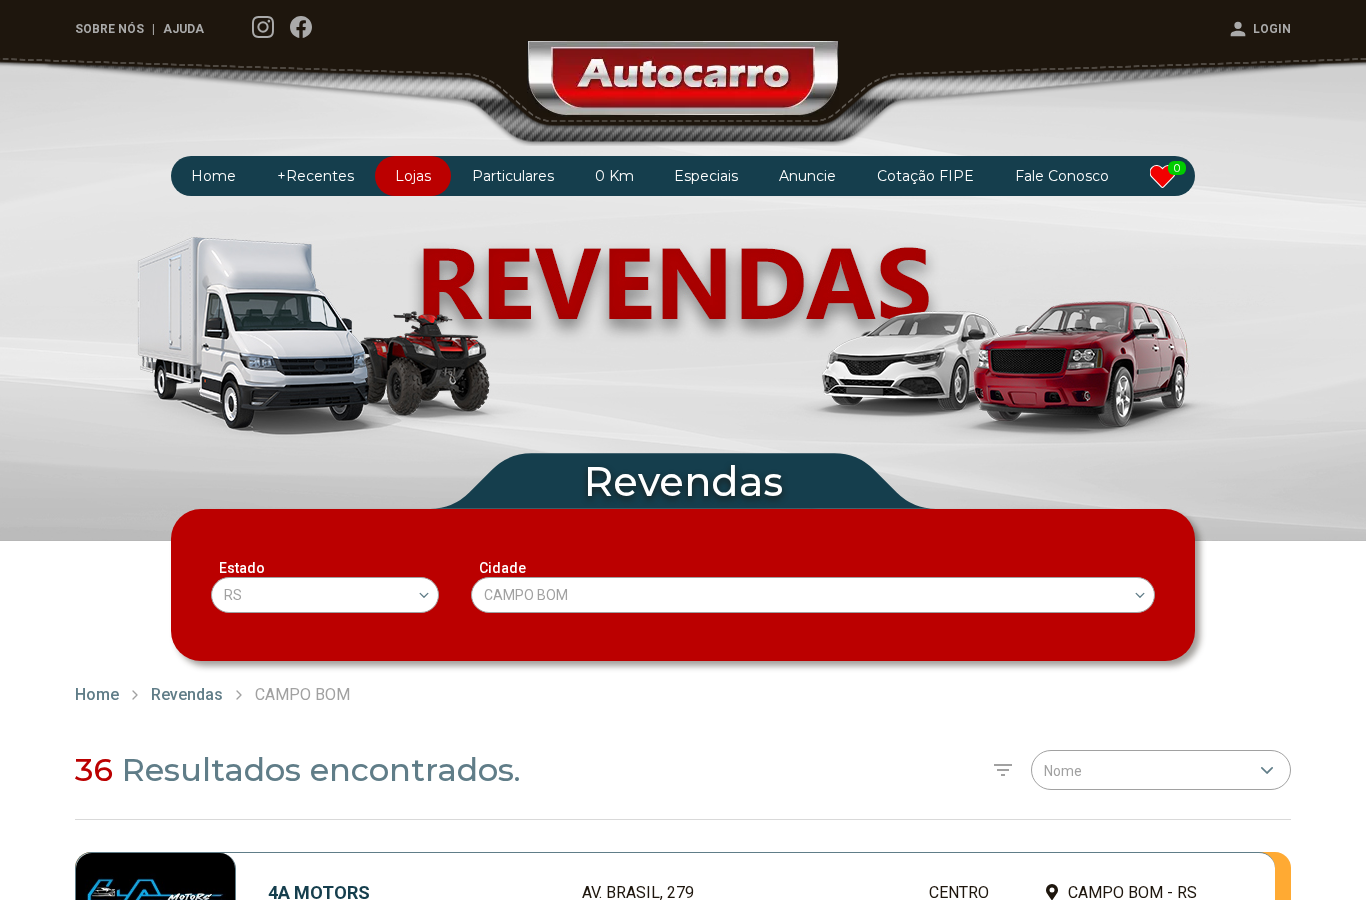 SOBRE NÓS | AJUDA
LOGIN
Autocarro
Home +Recentes Lojas Particulares 0 Km Especiais Anuncie Cotação FIPE Fale Conosco 0
REVENDAS
Revendas
Estado Cidade
RS CAMPO BOM
Home > Revendas > CAMPO BOM
36 Resultados encontrados.
Nome
4A MOTORS
4A MOTORS AV. BRASIL, 279 CENTRO CAMPO BOM - RS